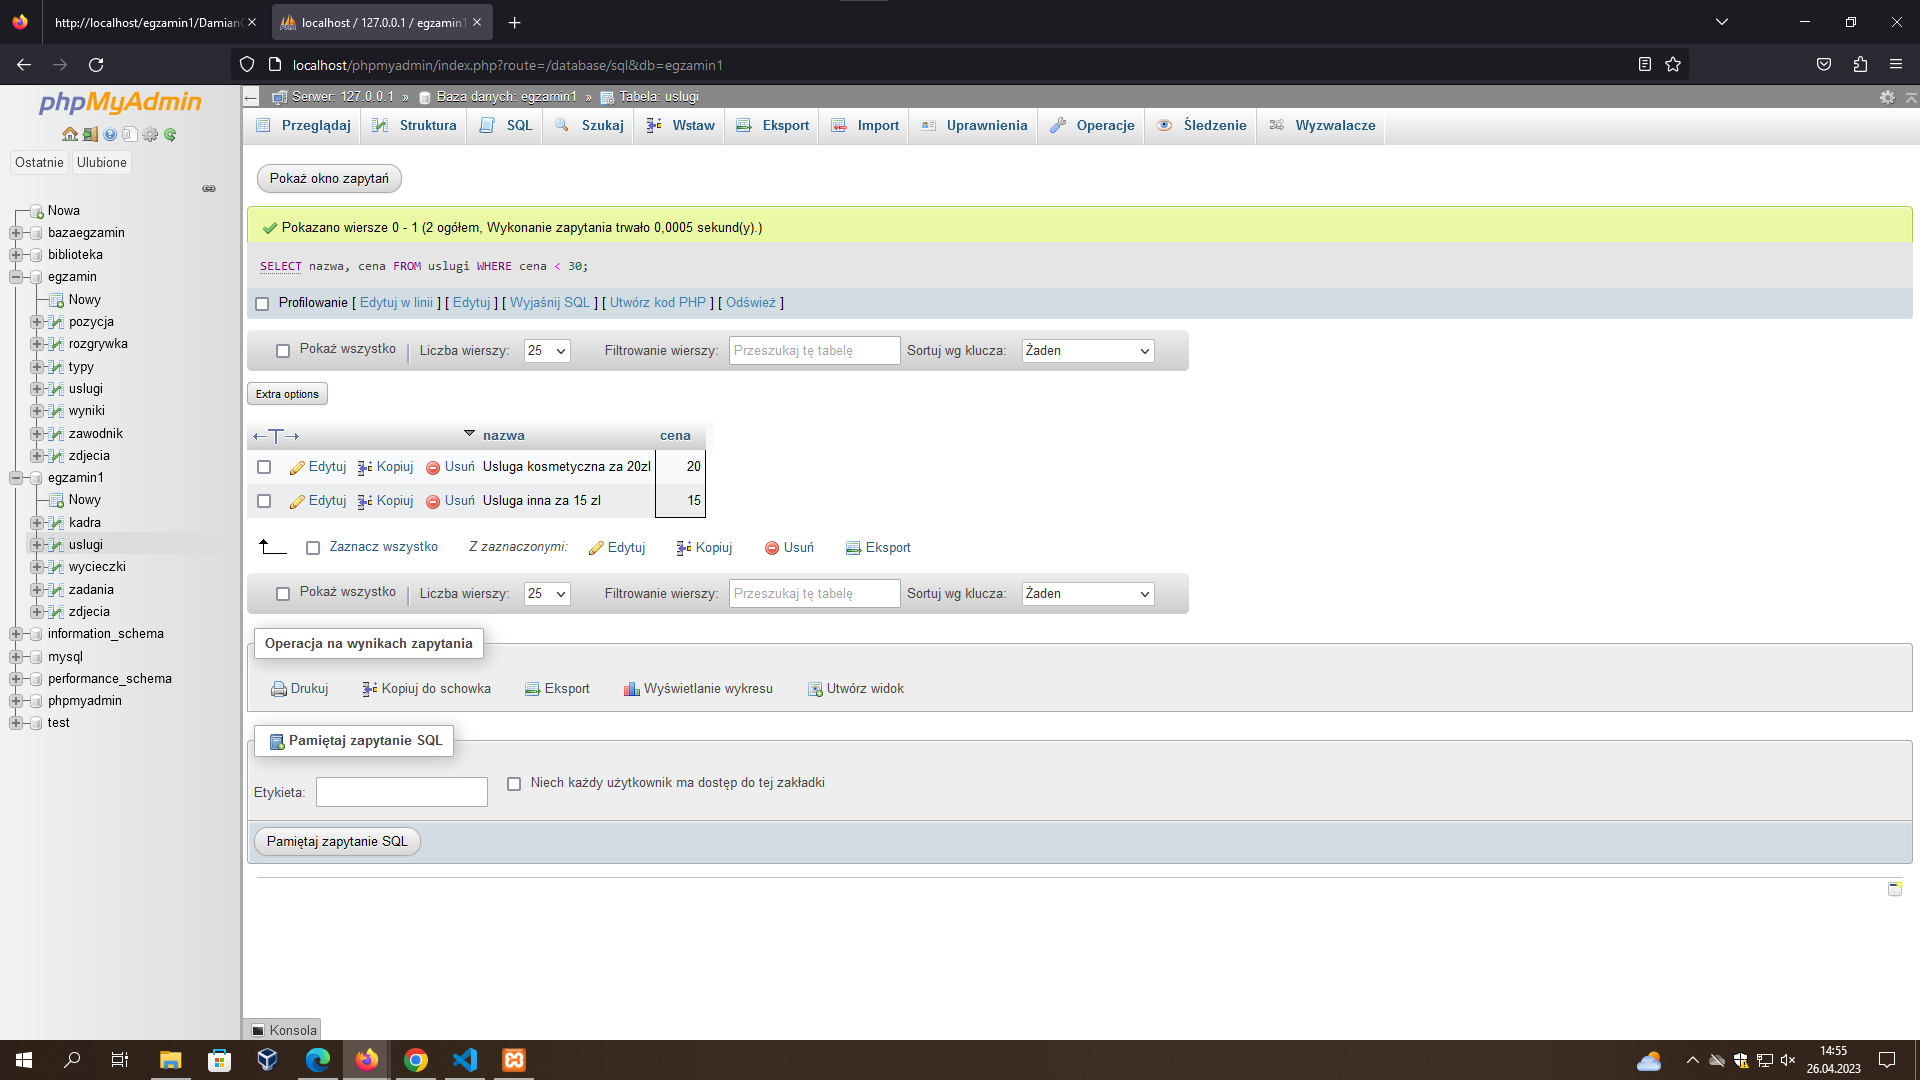 http://localhost/egzamin1/Damian
localhost / 127.0.0.1 / egzamin1
localhost/phpmyadmin/index.php?route=/database/sql&db=egzamin1
phpMyAdmin
Ostatnie Ulubione
Nowa
bazaegzamin
biblioteka
egzamin
Nowy
pozycja
rozgrywka
typy
uslugi
wyniki
zawodnik
zdjecia
egzamin1
Nowy
kadra
uslugi
wycieczki
zadania
zdjecia
information_schema
mysql
performance_schema
phpmyadmin
test
Serwer: 127.0.0.1 » Baza danych: egzamin1 » Tabela: uslugi
Przeglądaj Struktura SQL Szukaj Wstaw Eksport Import Uprawnienia Operacje Śledzenie Wyzwalacze
Pokaż okno zapytań
Pokazano wiersze 0 - 1 (2 ogółem, Wykonanie zapytania trwało 0,0005 sekund(y).)
SELECT nazwa, cena FROM uslugi WHERE cena < 30;
Profilowanie [ Edytuj w linii ] [ Edytuj ] [ Wyjaśnij SQL ] [ Utwórz kod PHP ] [ Odśwież ]
Pokaż wszystko | Liczba wierszy: 25 Filtrowanie wierszy: Przeszukaj tę tabelę Sortuj wg klucza: Żaden
Extra options
←T→ nazwa cena
Edytuj Kopiuj Usuń Usluga kosmetyczna za 20zl 20
Edytuj Kopiuj Usuń Usluga inna za 15 zl 15
Zaznacz wszystko Z zaznaczonymi: Edytuj Kopiuj Usuń Eksport
Pokaż wszystko | Liczba wierszy: 25 Filtrowanie wierszy: Przeszukaj tę tabelę Sortuj wg klucza: Żaden
Operacja na wynikach zapytania
Drukuj Kopiuj do schowka Eksport Wyświetlanie wykresu Utwórz widok
Pamiętaj zapytanie SQL
Etykieta: Niech każdy użytkownik ma dostęp do tej zakładki
Pamiętaj zapytanie SQL
Konsola
14:55
26.04.2023